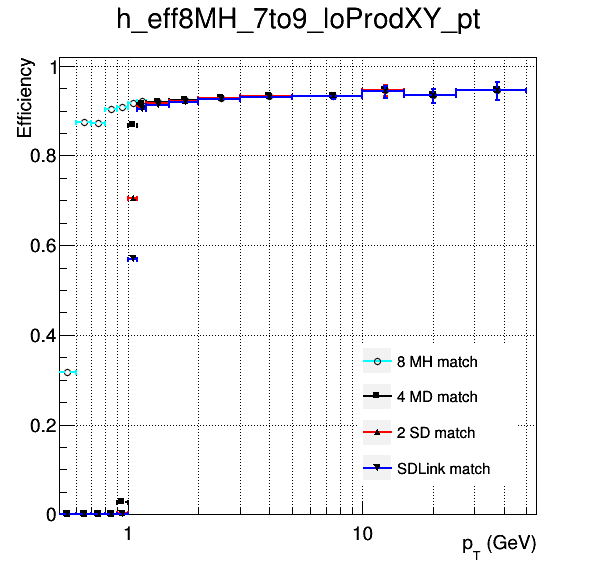 h_eff8MH_7to9_loProdXY_pt
Efficiency
1
0.8
0.6
0.4
0.2
0
8 MH match
4 MD match
2 SD match
SDLink match
1
10
p_T (GeV)